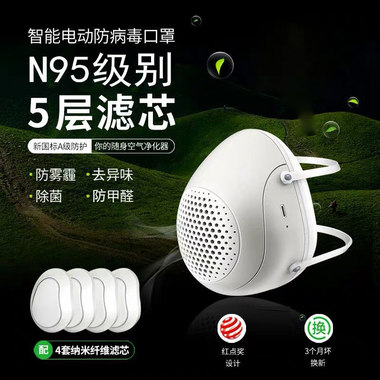 智能电动防病毒口罩
N95级别
5层滤芯
新国标A级防护 你的随身空气净化器
防雾霾 去异味
除菌 防甲醛
配 4套纳米纤维滤芯
红点奖
设计
换
3个月坏
换新